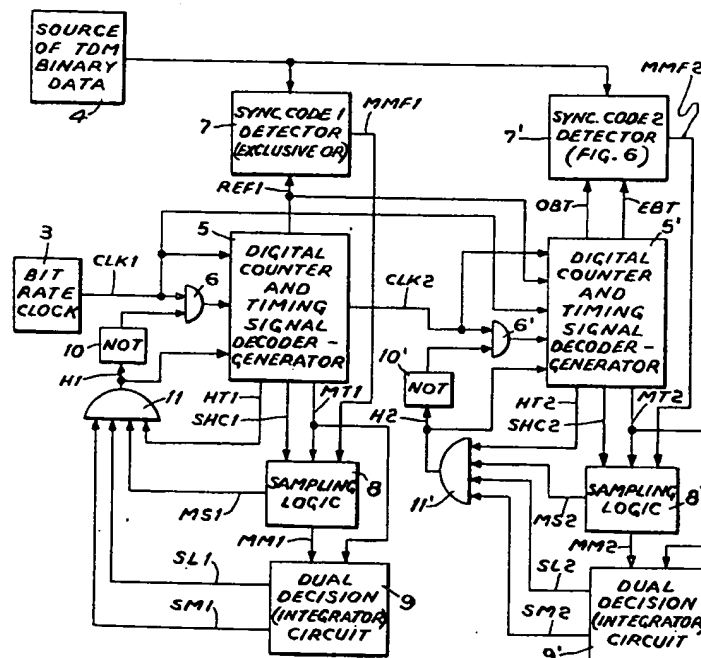 SOURCE
OF TDM
BINARY
DATA
4
7
SYNC. CODE 1
DETECTOR
(EXCLUSIVE OR)
MMF1
REF1
MMF2
7'
SYNC. CODE 2
DETECTOR
(FIG. 6)
OBT
EBT
3
BIT
RATE
CLOCK
CLK1
6
5
DIGITAL
COUNTER
AND
TIMING
SIGNAL
DECODER-
GENERATOR
CLK2
6'
5'
DIGITAL
COUNTER
AND
TIMING
SIGNAL
DECODER-
GENERATOR
10
NOT
H1
11
HT1
SHC1
MT1
10'
NOT
H2
11'
HT2
SHC2
MT2
SAMPLING
LOGIC
8
MS1
MM1
SAMPLING
LOGIC
8'
MS2
MM2
SL1
SM1
DUAL
DECISION
(INTEGRATOR)
CIRCUIT
9
SL2
SM2
DUAL
DECISION
(INTEGRATOR)
CIRCUIT
9'